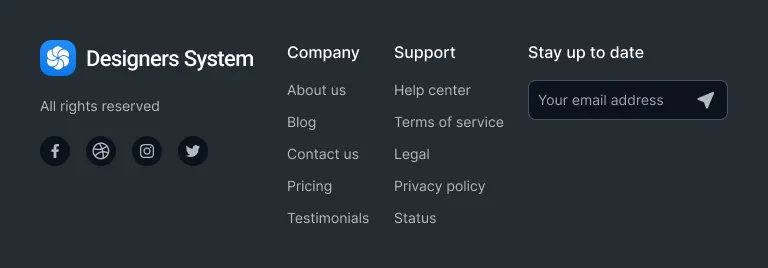 Designers System
All rights reserved
Company
About us
Blog
Contact us
Pricing
Testimonials
Support
Help center
Terms of service
Legal
Privacy policy
Status
Stay up to date
Your email address